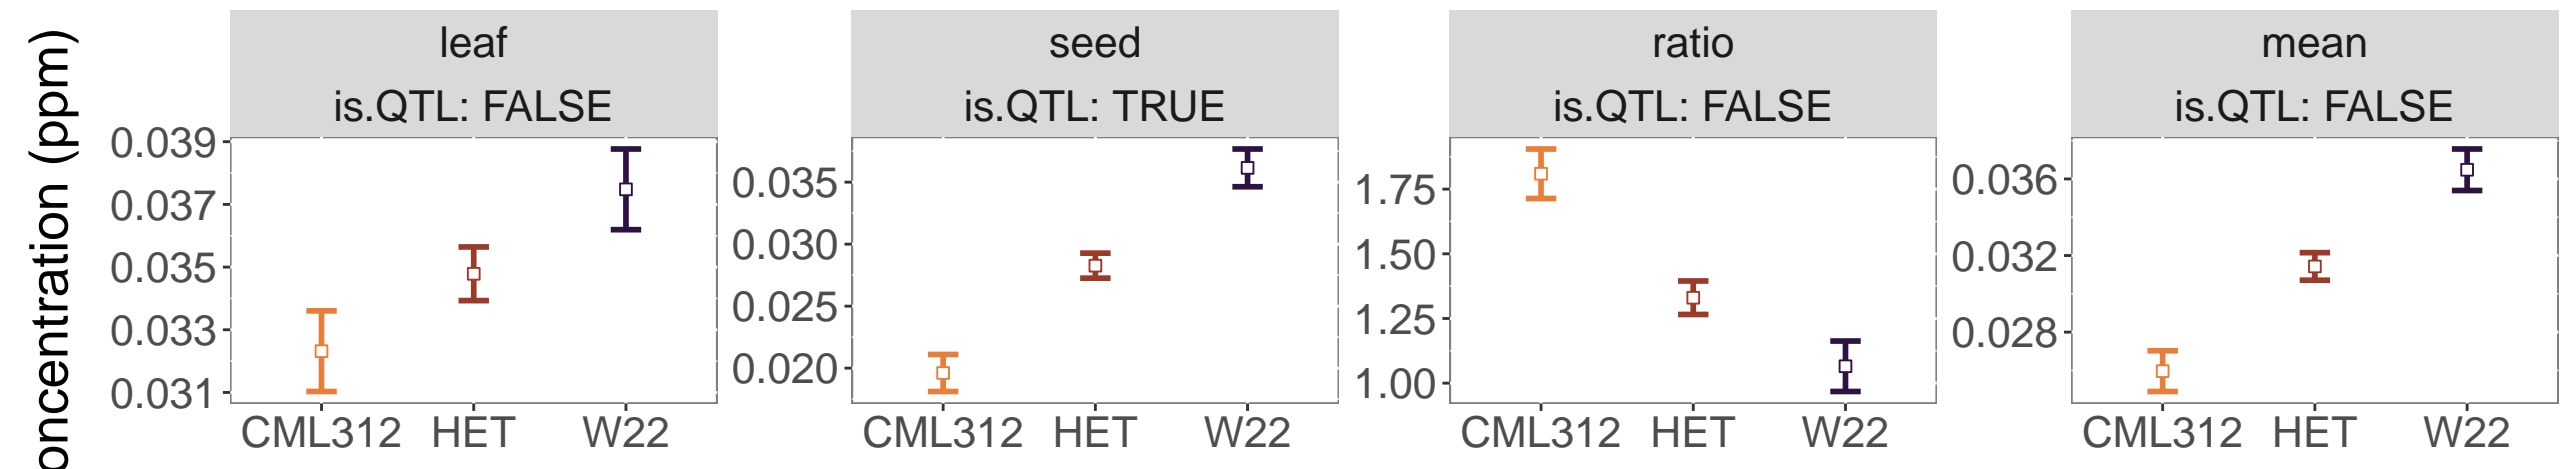 oncentration (ppm)
leaf
is.QTL: FALSE
0.039
0.037
0.035
0.033
0.031
CML312 HET W22
seed
is.QTL: TRUE
0.035
0.030
0.025
0.020
CML312 HET W22
ratio
is.QTL: FALSE
1.75
1.50
1.25
1.00
CML312 HET W22
mean
is.QTL: FALSE
0.036
0.032
0.028
CML312 HET W22